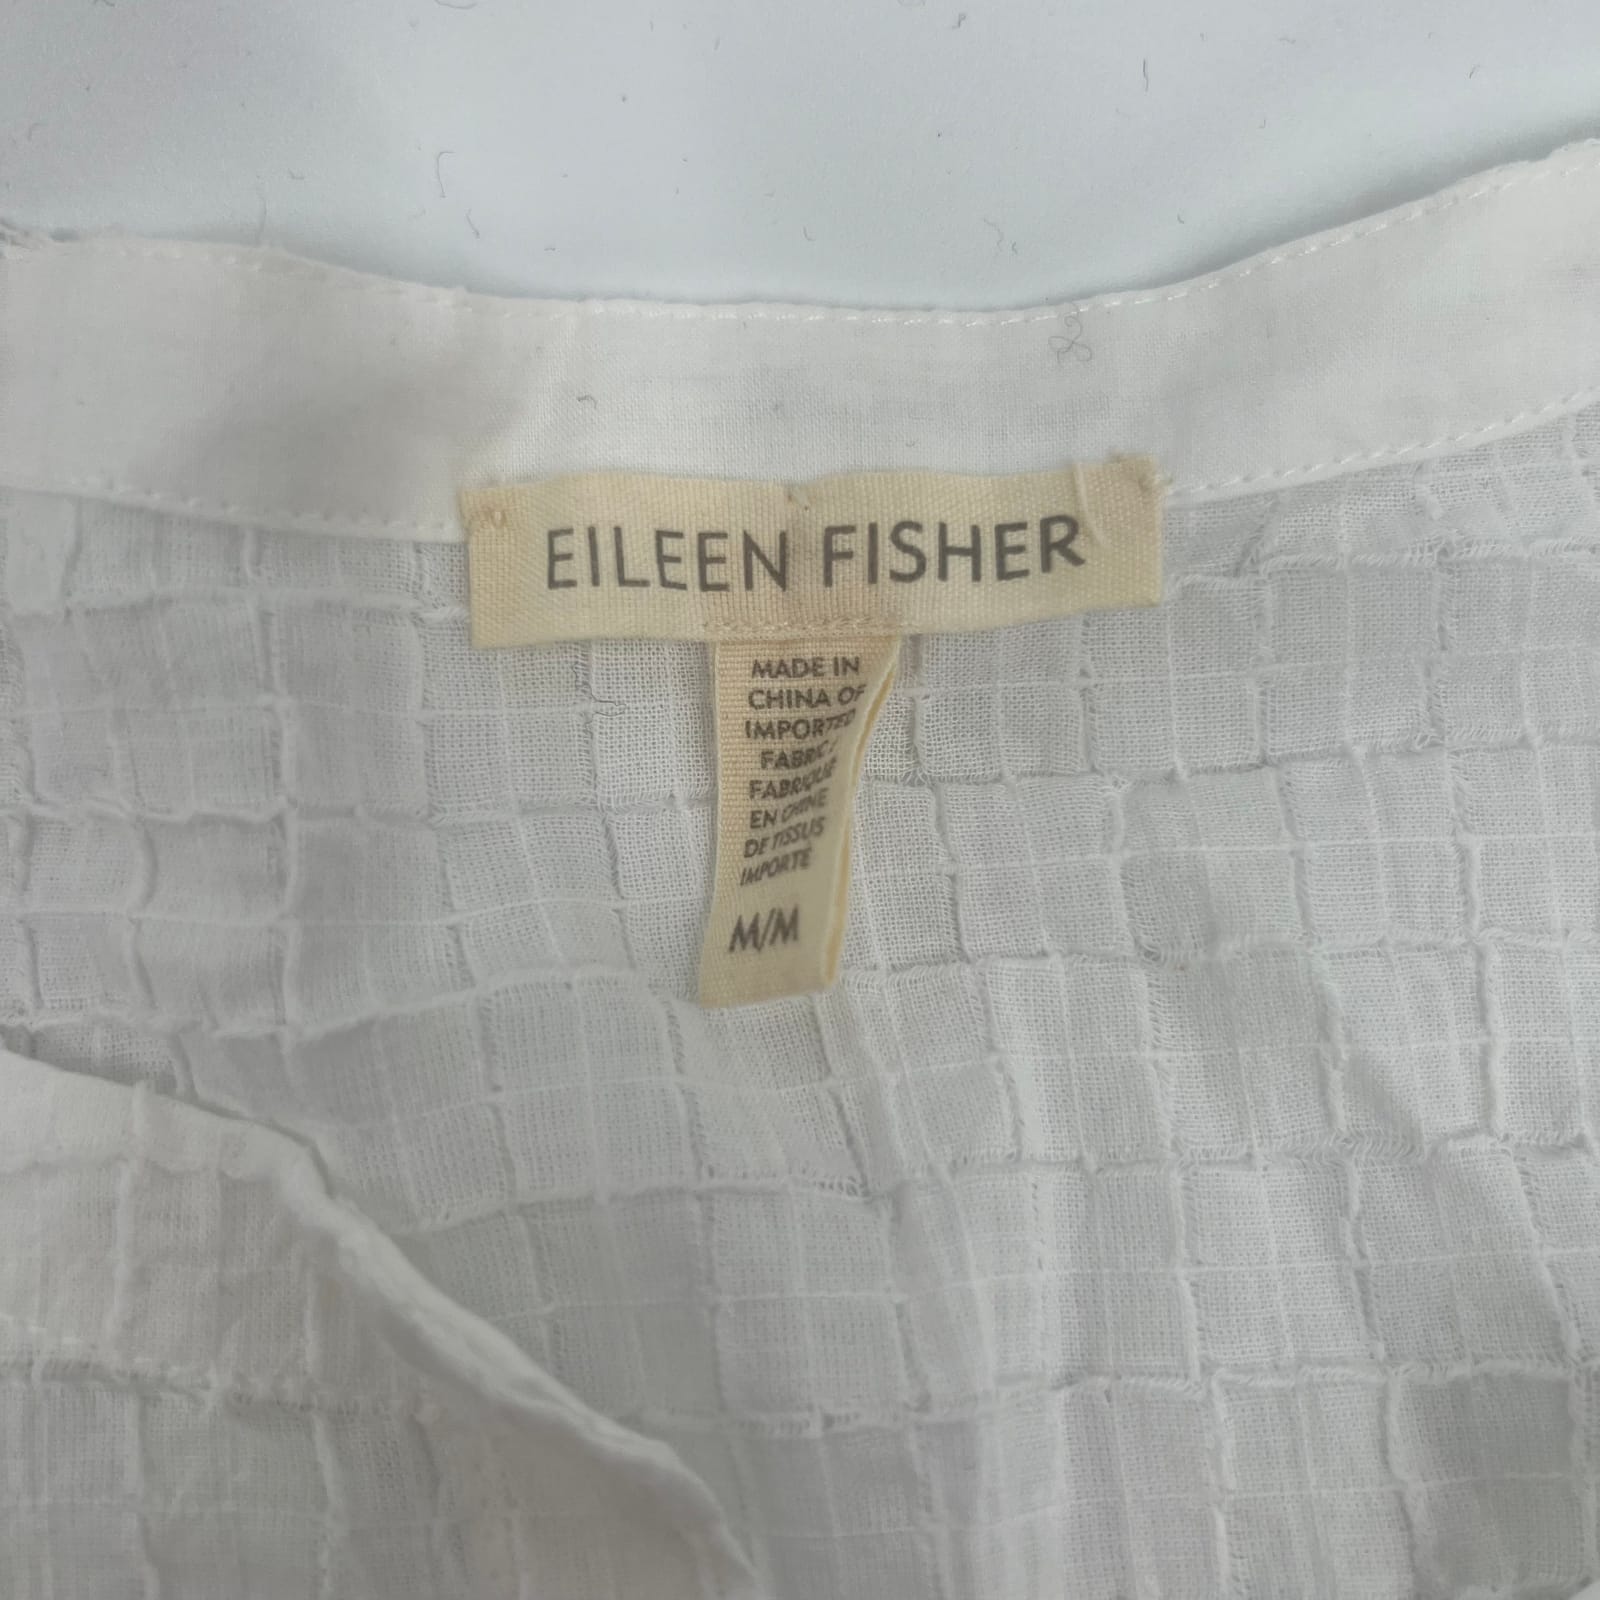 EILEEN FISHER
MADE IN
CHINA OF
IMPORTED
FABRIC /
FABRIQUÉ
EN CHINE
DE TISSUS
IMPORTÉ
M/M